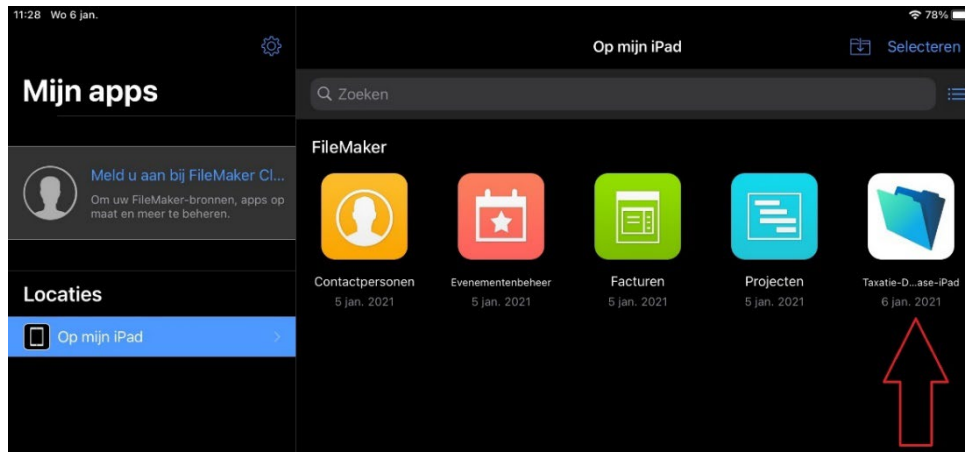 11:28 Wo 6 jan.
78%
Mijn apps
Meld u aan bij FileMaker Cl...
Om uw FileMaker-bronnen, apps op
maat en meer te beheren.
Locaties
Op mijn iPad
Op mijn iPad
Selecteren
Zoeken
FileMaker
Contactpersonen
5 jan. 2021
Evenementenbeheer
5 jan. 2021
Facturen
5 jan. 2021
Projecten
5 jan. 2021
Taxatie-D...ase-iPad
6 jan. 2021